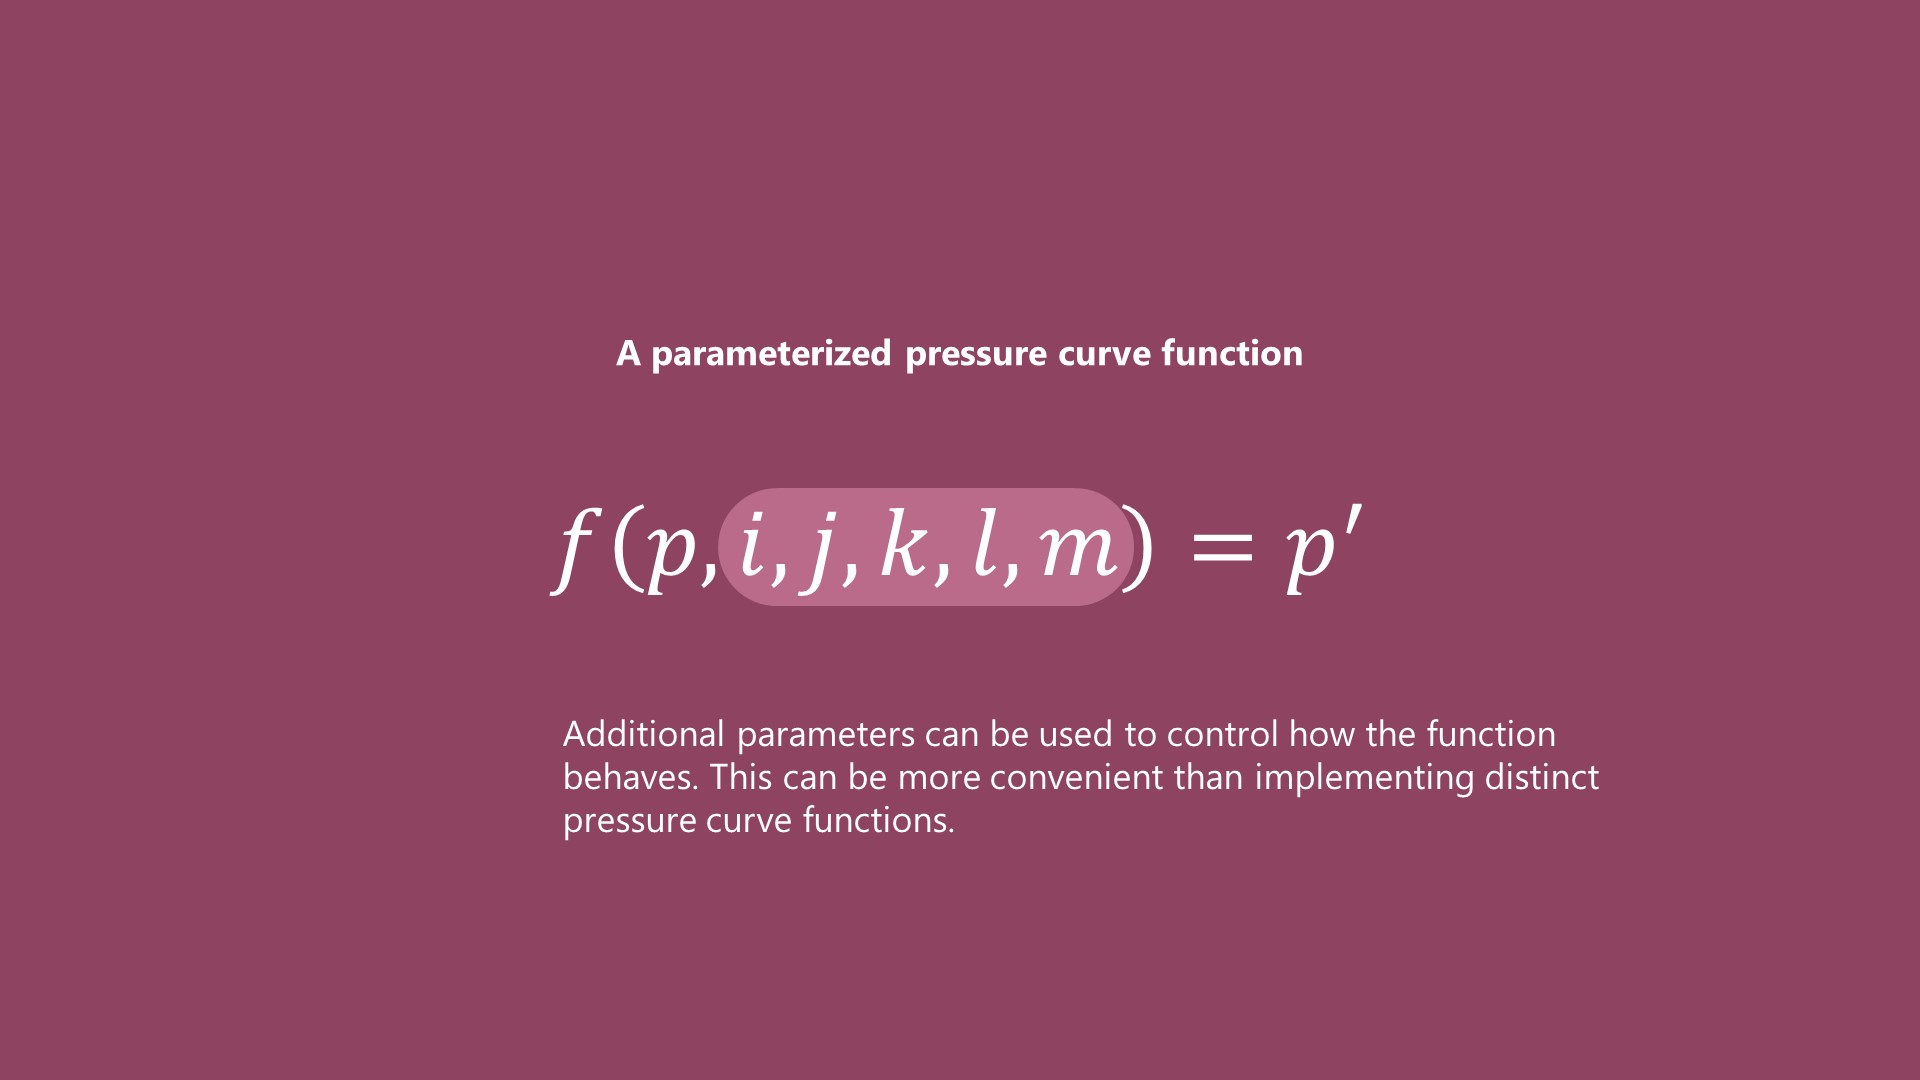 A parameterized pressure curve function
f(p, i, j, k, l, m) = p′
Additional parameters can be used to control how the function
behaves. This can be more convenient than implementing distinct
pressure curve functions.